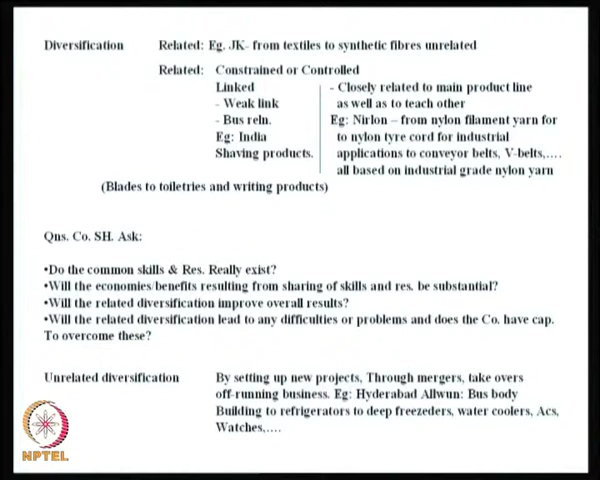 Diversification Related: Eg. JK- from textiles to synthetic fibres unrelated
Related: Constrained or Controlled
Linked - Closely related to main product line
- Weak link as well as to teach other
- Bus reln. Eg: Nirlon – from nylon filament yarn for
Eg: India to nylon tyre cord for industrial
Shaving products. applications to conveyor belts, V-belts,....
all based on industrial grade nylon yarn
(Blades to toiletries and writing products)
Qns. Co. SH. Ask:
•Do the common skills & Res. Really exist?
•Will the economies/benefits resulting from sharing of skills and res. be substantial?
•Will the related diversification improve overall results?
•Will the related diversification lead to any difficulties or problems and does the Co. have cap.
To overcome these?
Unrelated diversification By setting up new projects, Through mergers, take overs
off-running business. Eg: Hyderabad Allwun: Bus body
Building to refrigerators to deep freezeders, water coolers, Acs,
Watches,....
NPTEL